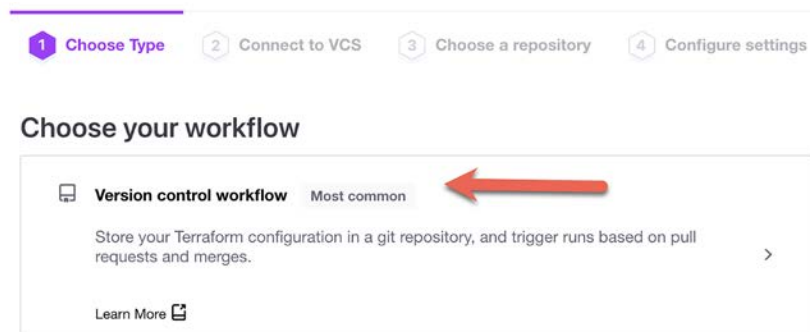 1 Choose Type 2 Connect to VCS 3 Choose a repository 4 Configure settings
Choose your workflow
Version control workflow Most common
Store your Terraform configuration in a git repository, and trigger runs based on pull
requests and merges.
Learn More